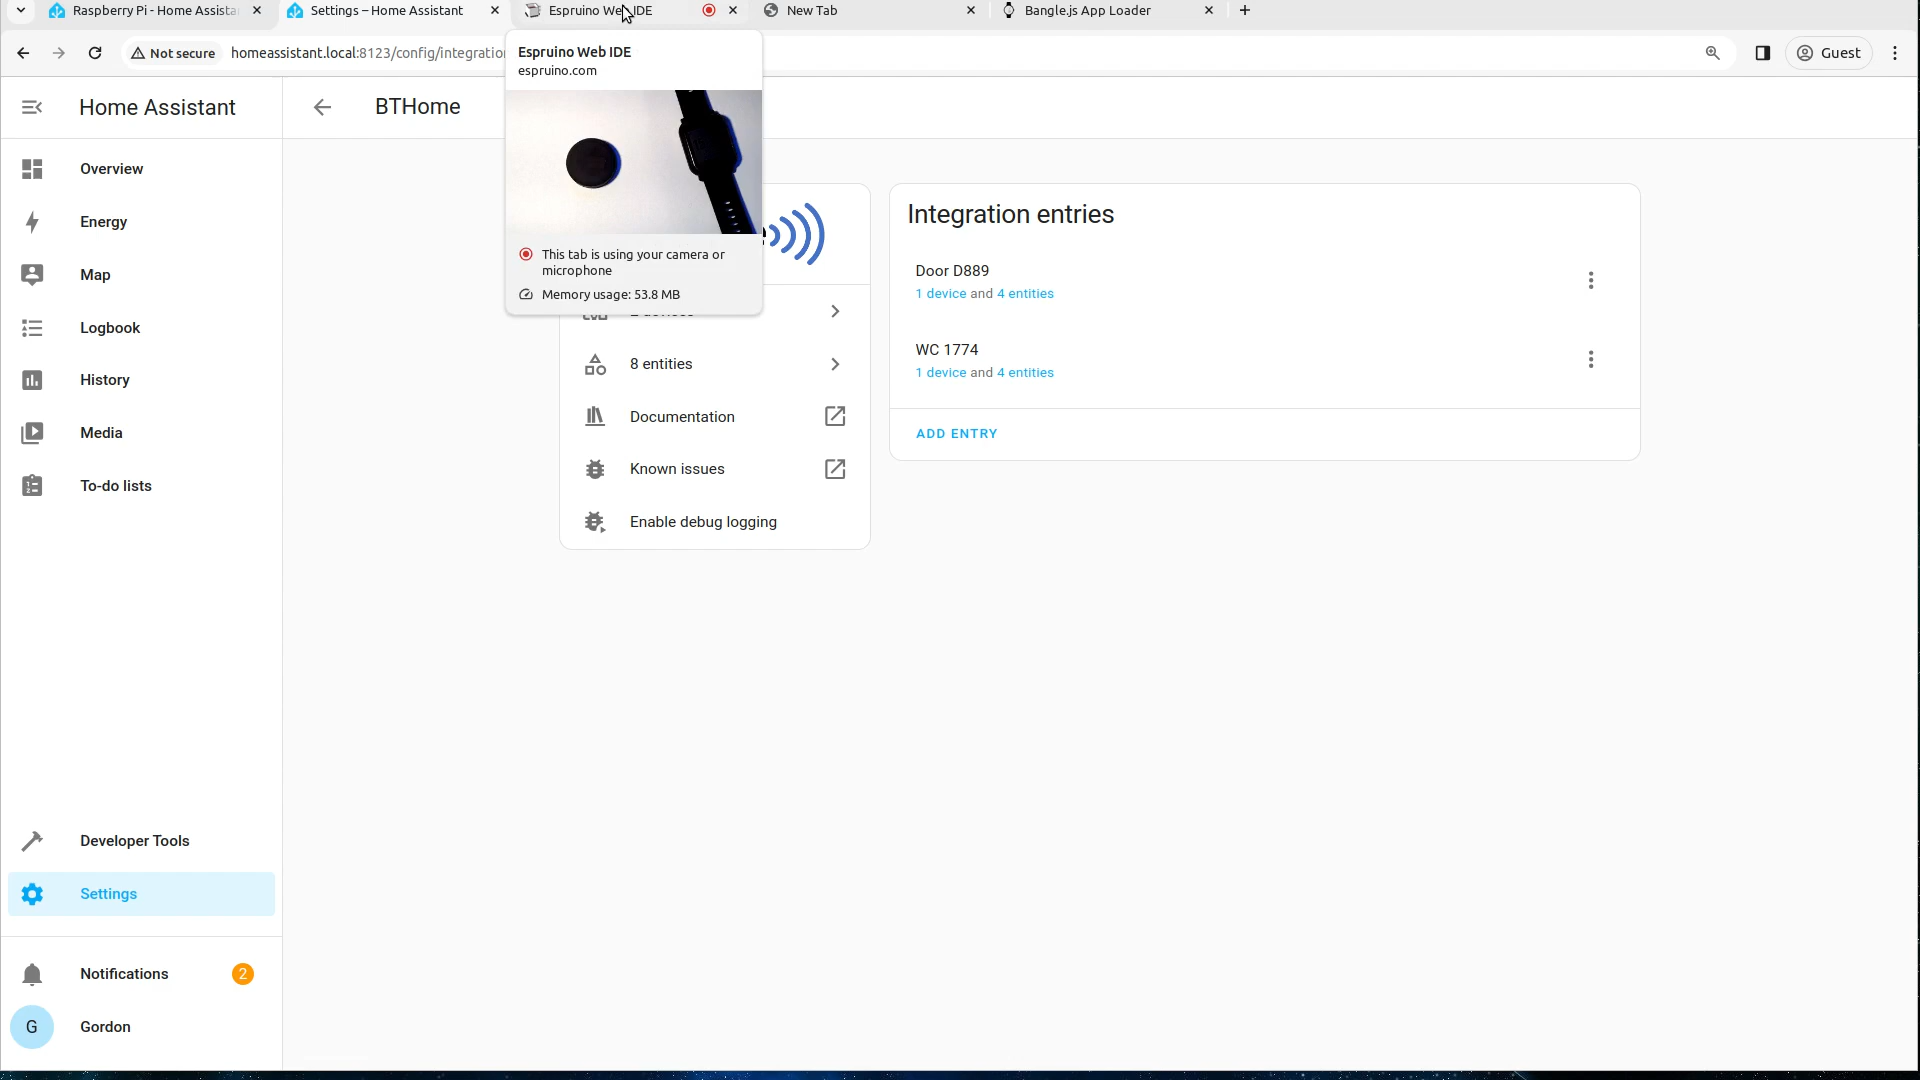 Raspberry Pi - Home Assista
Settings – Home Assistant
Espruino Web IDE
New Tab
Bangle.js App Loader
Not secure
homeassistant.local:8123/config/integratio
Guest
Espruino Web IDE
espruino.com
This tab is using your camera or
microphone
Memory usage: 53.8 MB
Home Assistant
BTHome
Overview
Energy
Map
Logbook
History
Media
To-do lists
Developer Tools
Settings
Notifications
2
G
Gordon
8 entities
Documentation
Known issues
Enable debug logging
Integration entries
Door D889
1 device and 4 entities
WC 1774
1 device and 4 entities
ADD ENTRY